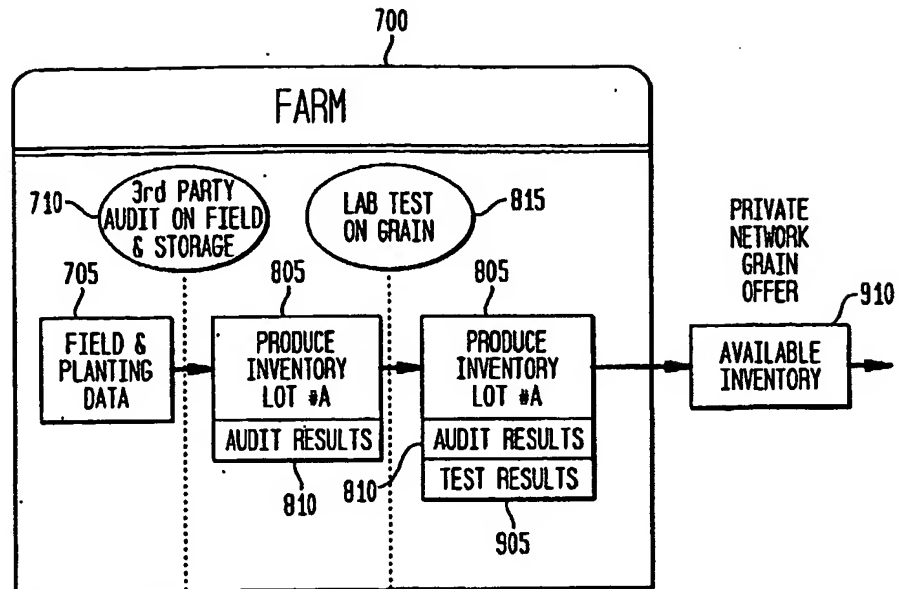 700
FARM
710
3rd PARTY
AUDIT ON FIELD
& STORAGE
LAB TEST
ON GRAIN
815
PRIVATE
NETWORK
GRAIN
OFFER
705
FIELD &
PLANTING
DATA
805
PRODUCE
INVENTORY
LOT #A
AUDIT RESULTS
810
805
PRODUCE
INVENTORY
LOT #A
AUDIT RESULTS
810
TEST RESULTS
905
910
AVAILABLE
INVENTORY